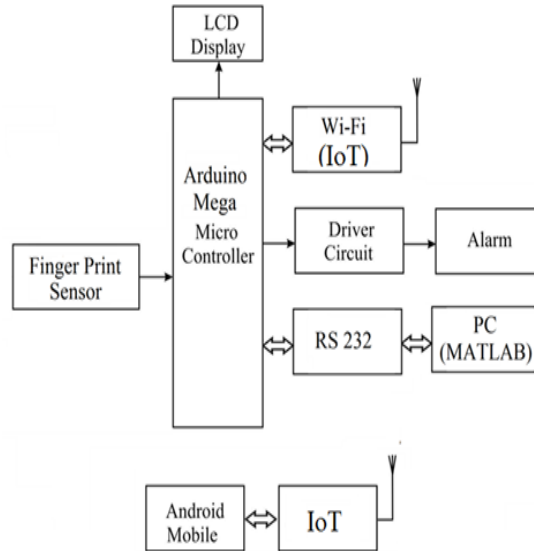 LCD
Display
Wi-Fi
(IoT)
Arduino
Mega
Micro
Controller
Driver
Circuit
Alarm
Finger Print
Sensor
RS 232
PC
(MATLAB)
Android
Mobile
IoT